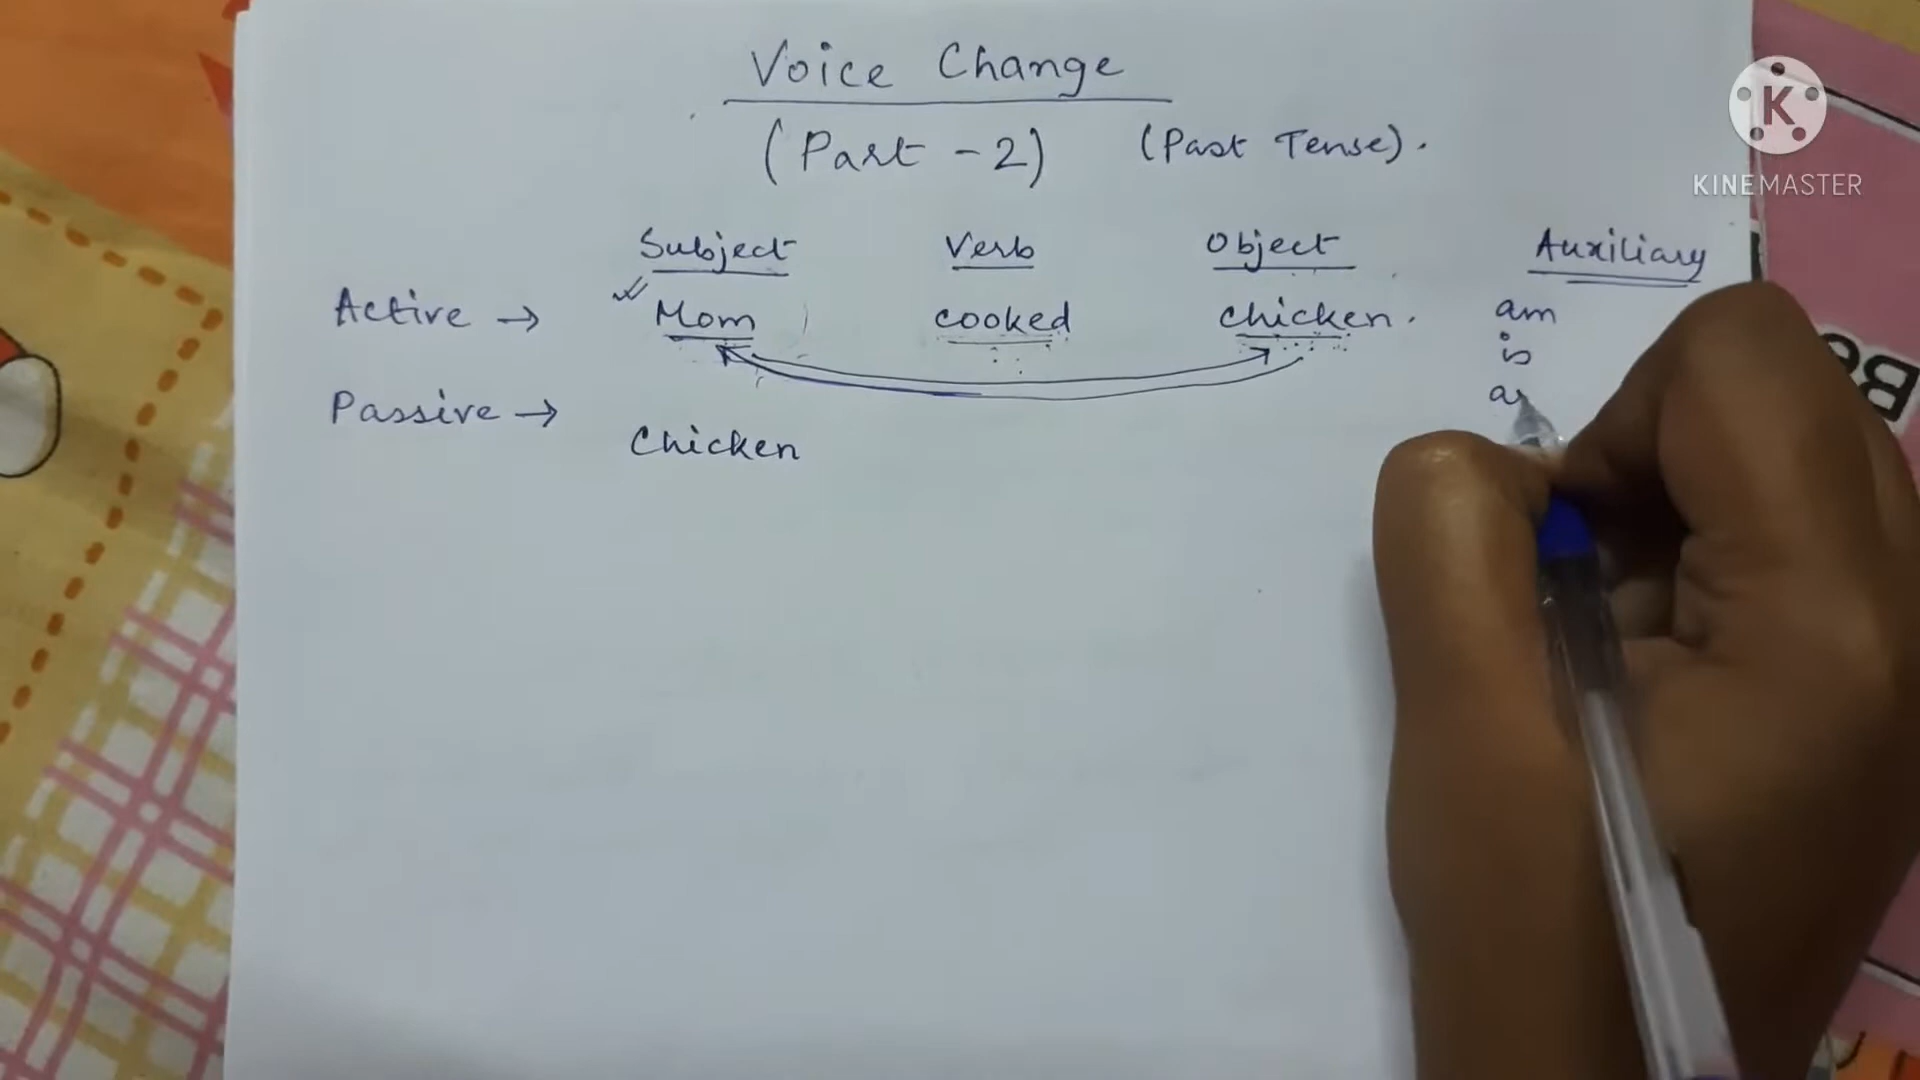 Voice Change
(Part - 2) (Past Tense).
KINEMASTER
Subject Verb Object Auxiliary
Active → Mom cooked chicken. am
is
Passive → Chicken